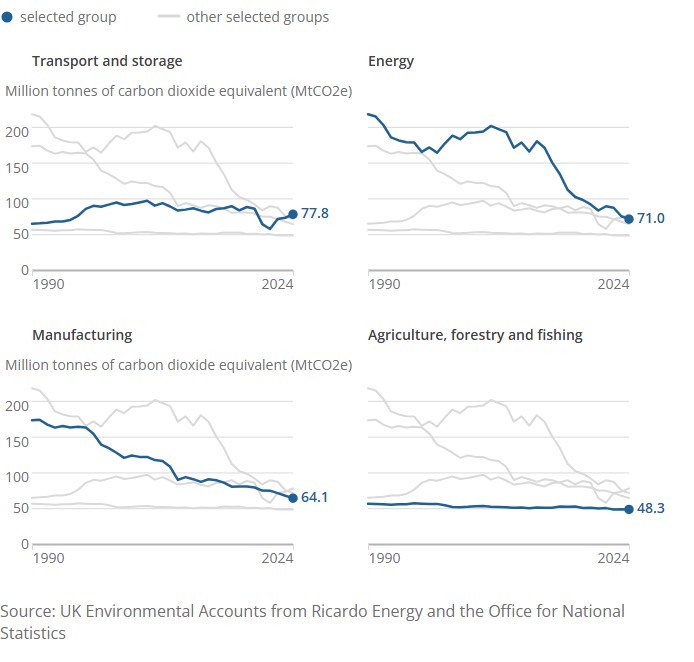 selected group other selected groups
Transport and storage
Million tonnes of carbon dioxide equivalent (MtCO2e)
200
150
100
50
0
77.8
1990 2024
Energy
71.0
1990 2024
Manufacturing
Million tonnes of carbon dioxide equivalent (MtCO2e)
200
150
100
50
0
64.1
1990 2024
Agriculture, forestry and fishing
48.3
1990 2024
Source: UK Environmental Accounts from Ricardo Energy and the Office for National
Statistics